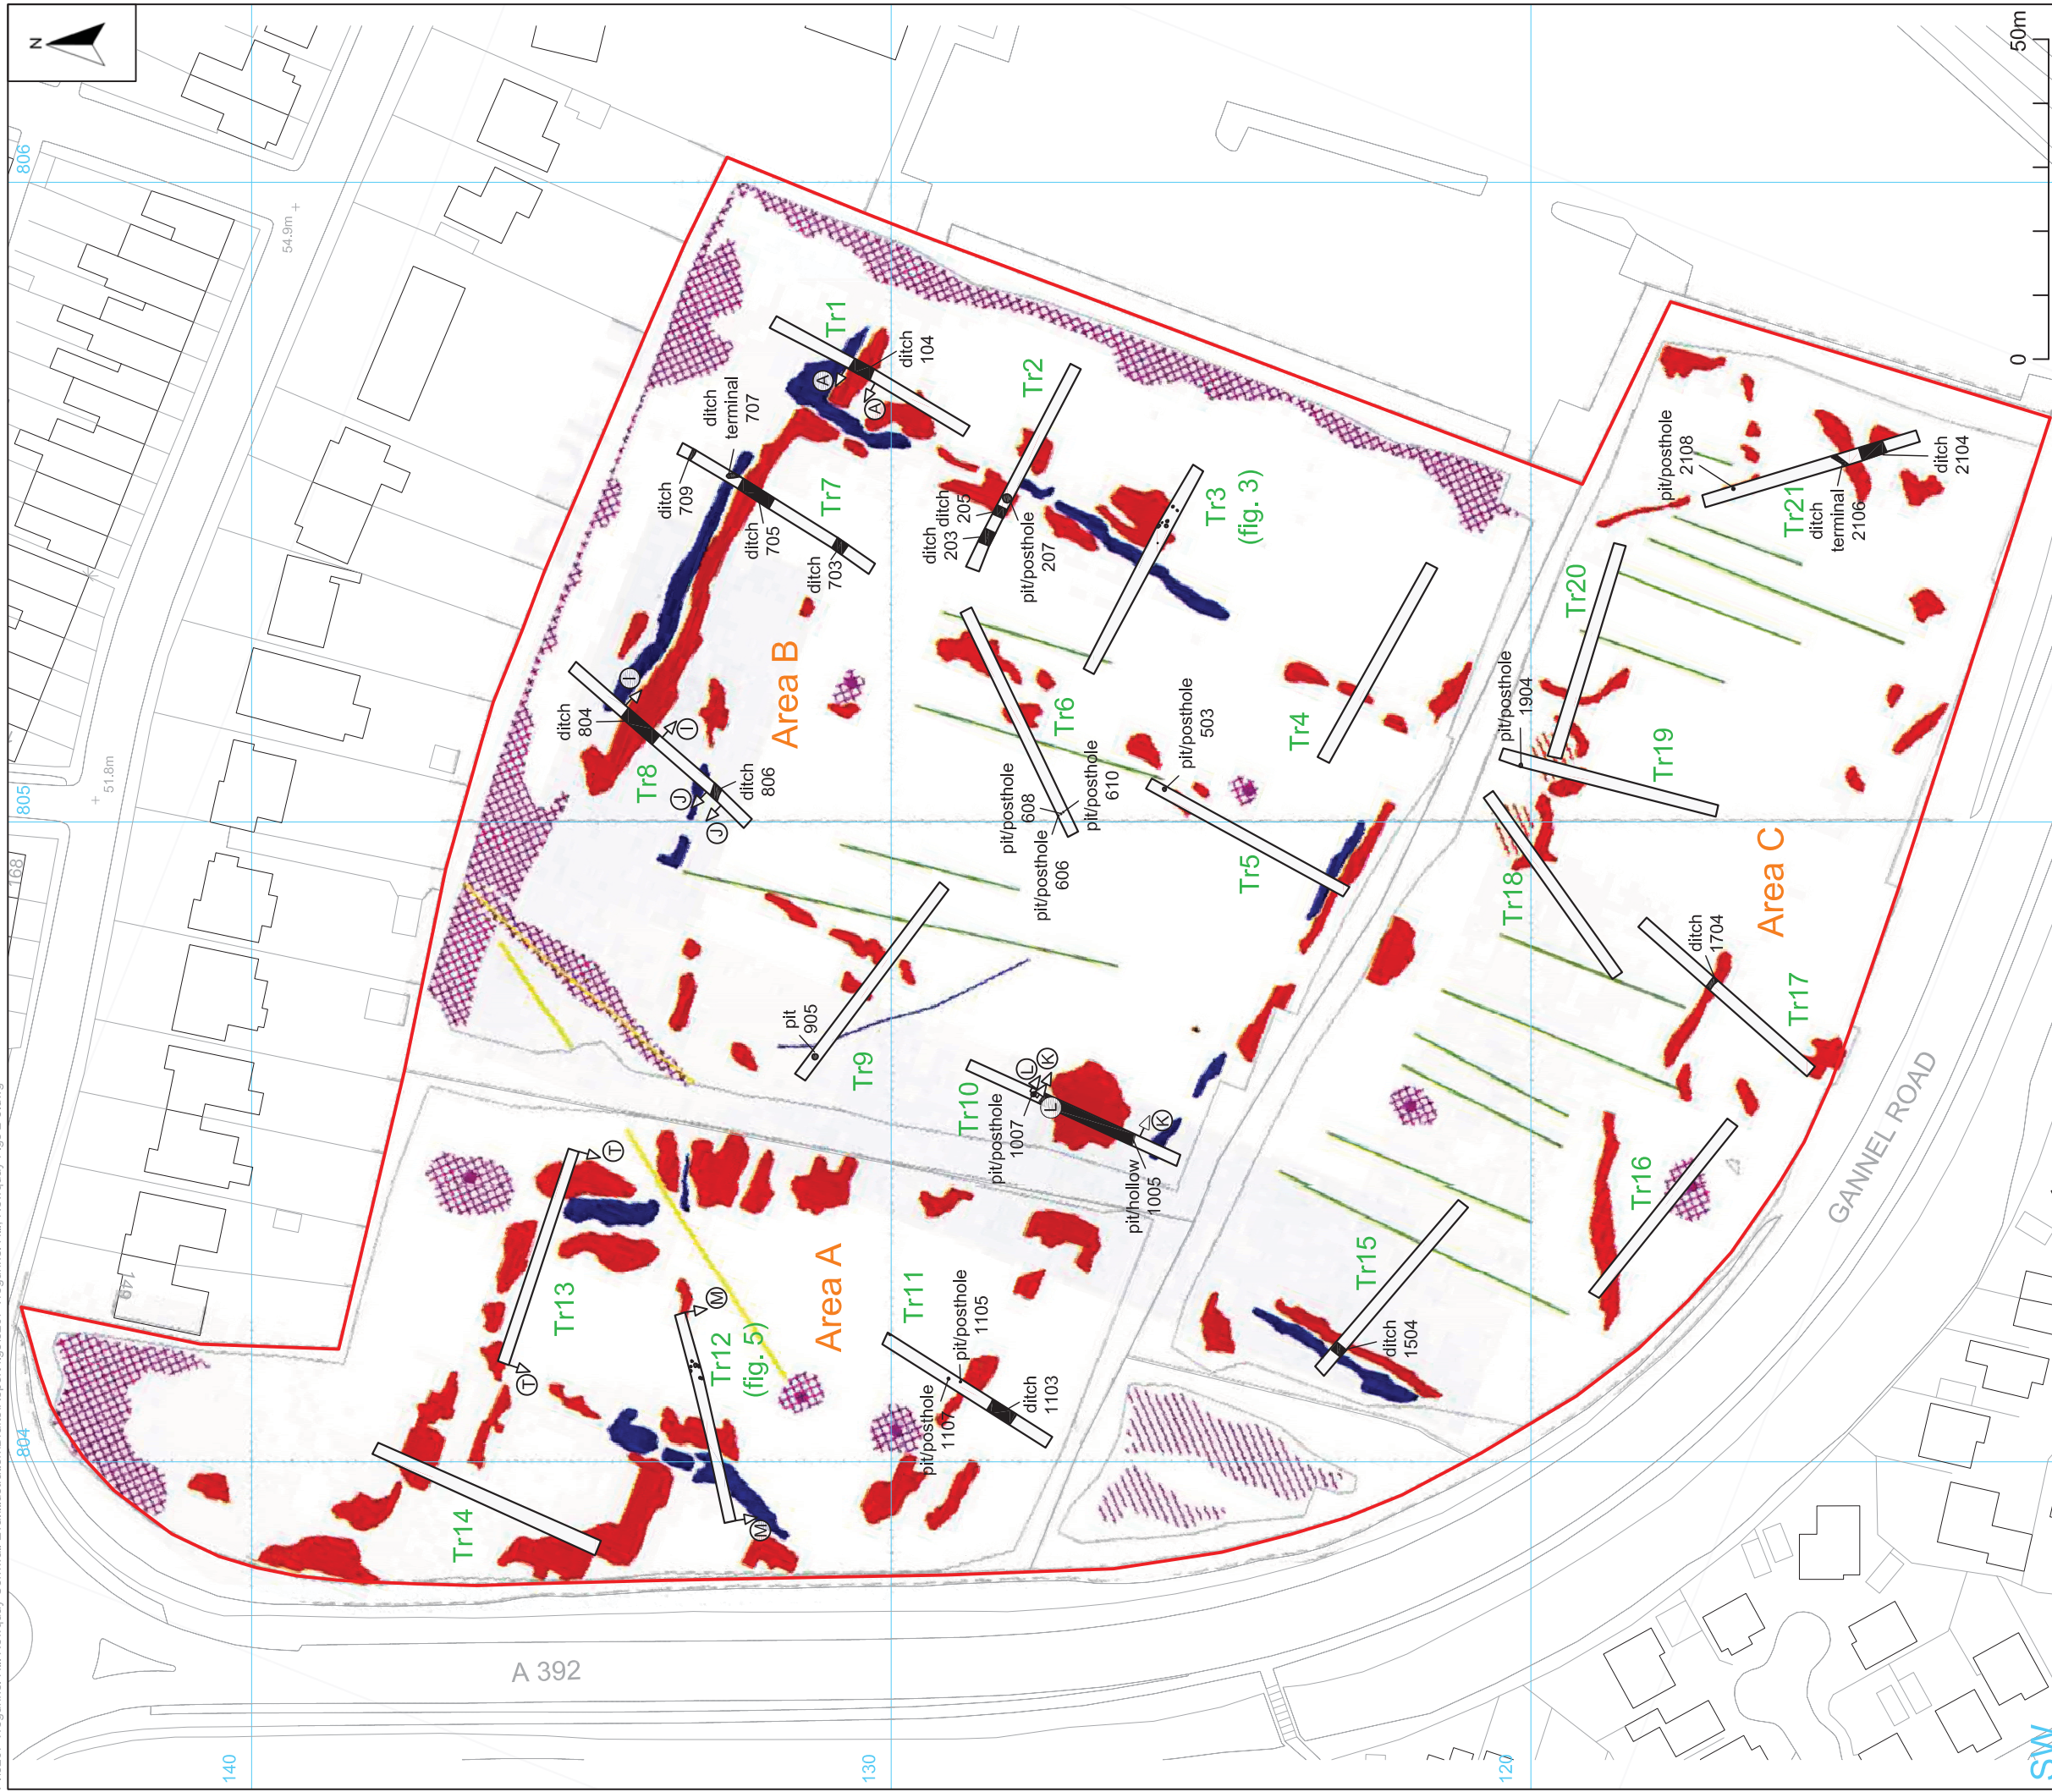 N
806
54.9m
805
51.8m
168
149
804
140
130
120
A 392
GANNEL ROAD
SW
0
50m
Area A
Area B
Area C
Tr1
ditch
104
A
A
Tr2
ditch
203
ditch
205
pit/posthole
207
Tr3
(fig. 3)
Tr4
Tr5
pit/posthole
503
Tr6
pit/posthole
608
pit/posthole
606
pit/posthole
610
Tr7
ditch
709
ditch
terminal
707
ditch
705
ditch
703
Tr8
ditch
804
ditch
806
I
I
J
J
Tr9
pit
905
Tr10
pit/posthole
1007
pit/hollow
1005
L
L
K
K
Tr11
pit/posthole
1107
pit/posthole
1105
ditch
1103
Tr12
(fig. 5)
M
M
Tr13
T
T
Tr14
Tr15
ditch
1504
Tr16
Tr17
ditch
1704
Tr18
Tr19
pit/posthole
1904
Tr20
Tr21
pit/posthole
2108
ditch
terminal
2106
ditch
2104